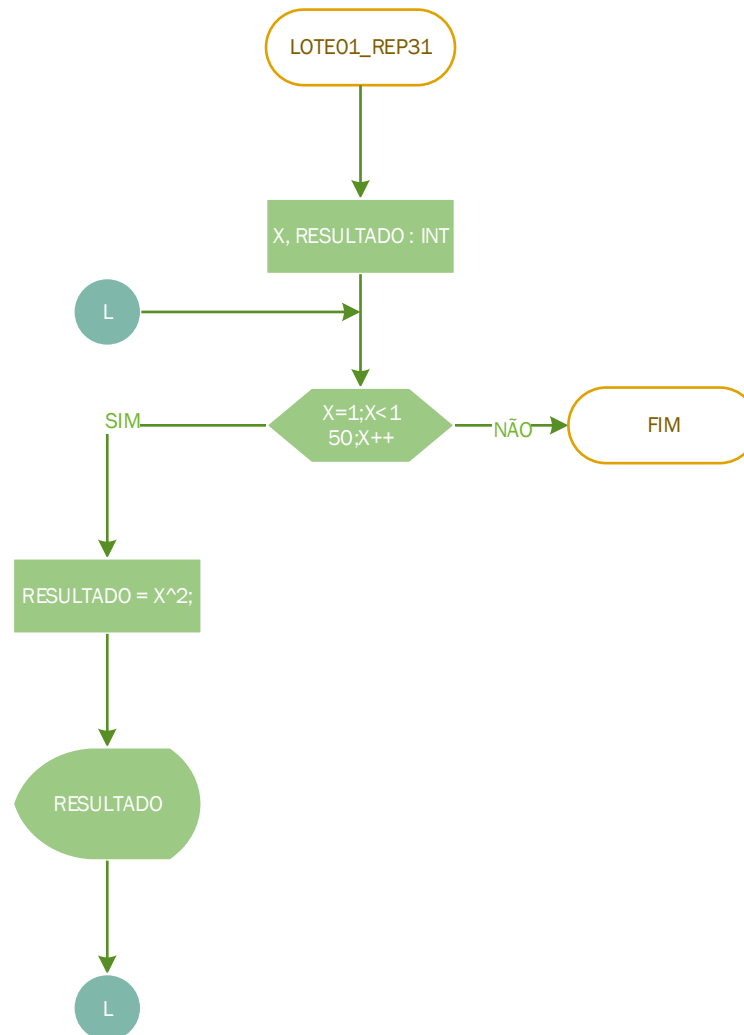 LOTE01_REP31
X, RESULTADO : INT
L
X=1;X<1
50;X++
SIM
NÃO
FIM
RESULTADO = X^2;
RESULTADO
L